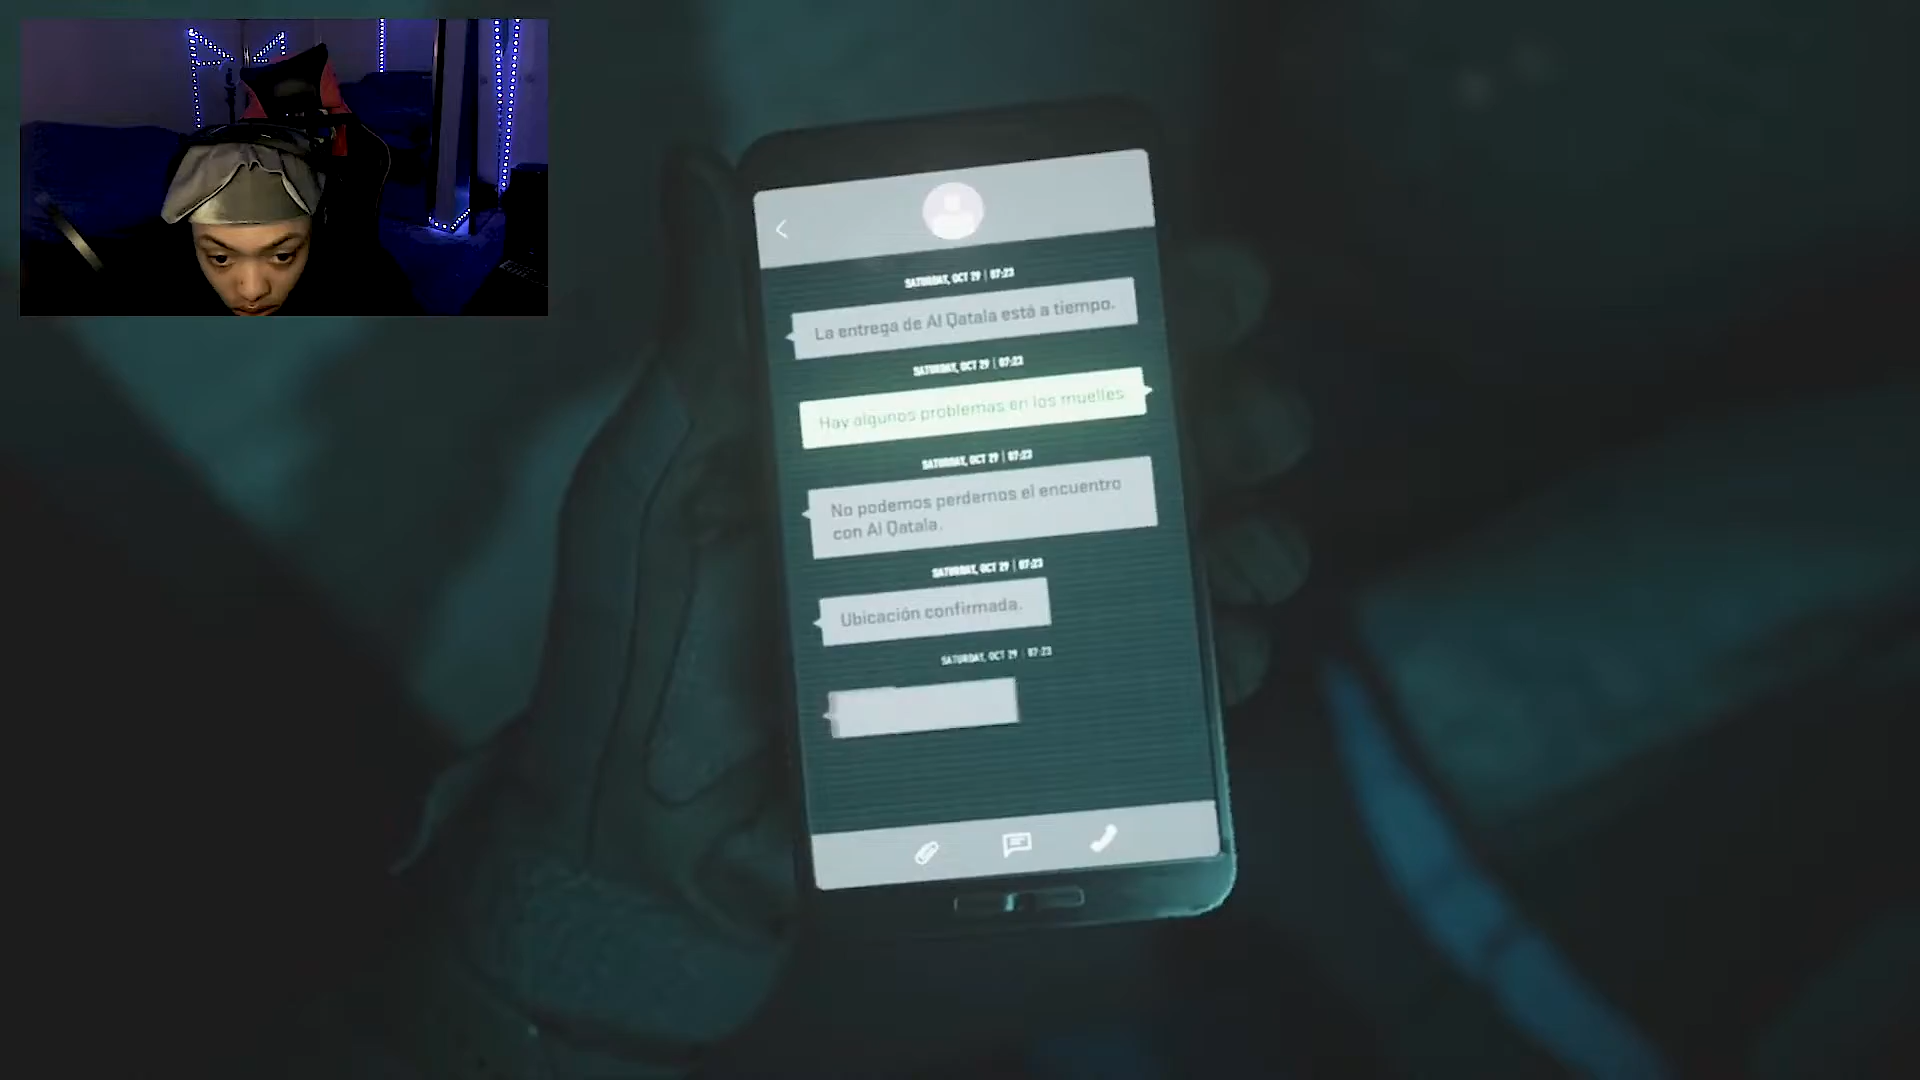 SATURDAY, OCT 29 | 07:23
La entrega de Al Qatala está a tiempo.
SATURDAY, OCT 29 | 07:23
Hay algunos problemas en los muelles
SATURDAY, OCT 29 | 07:23
No podemos perdernos el encuentro
con Al Qatala.
SATURDAY, OCT 29 | 07:23
Ubicación confirmada.
SATURDAY, OCT 29 | 07:23